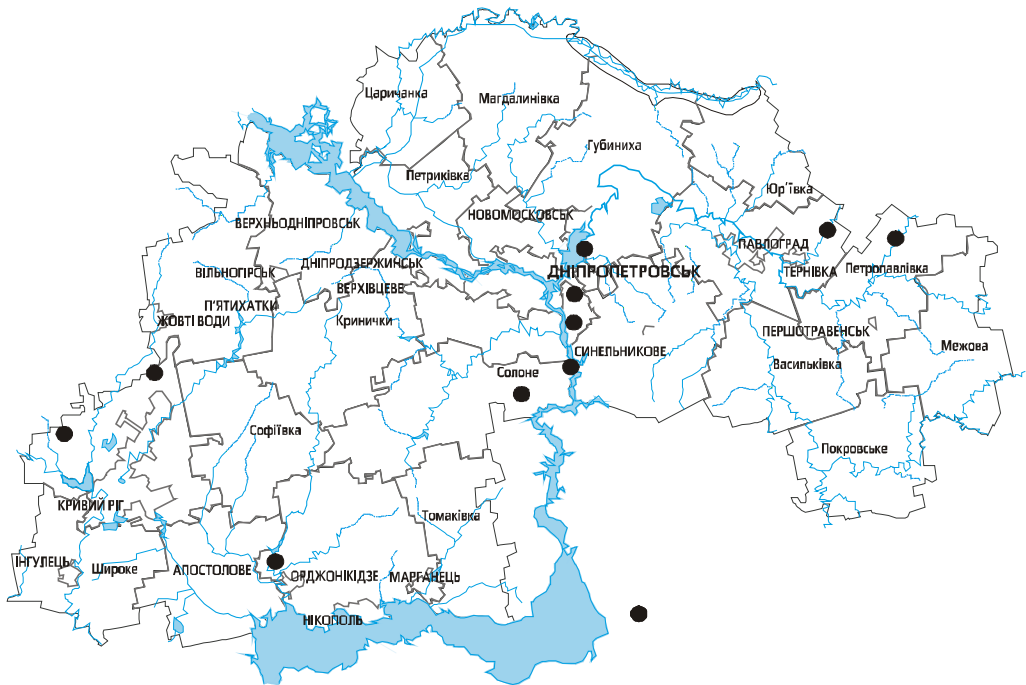 Царичанка
Магдалинівка
Губиниха
Петриківка
Юр'ївка
НОВОМОСКОВСЬК
ВЕРХНЬОДНІПРОВСЬК
ПАВЛОГРАД
ДНІПРОДЗЕРЖИНСЬК
ДНІПРОПЕТРОВСЬК
ТЕРНІВКА
Петропавлівка
ВІЛЬНОГІРСЬК
ВЕРХІВЦЕВЕ
П'ЯТИХАТКИ
ЖОВТІ ВОДИ
Кринички
ПЕРШОТРАВЕНСЬК
Межова
СИНЕЛЬНИКОВЕ
Васильківка
Солоне
Софіївка
Покровське
КРИВИЙ РІГ
Томаківка
ІНГУЛЕЦЬ
Широке
АПОСТОЛОВЕ
ОРДЖОНІКІДЗЕ
МАРГАНЕЦЬ
НІКОПОЛЬ